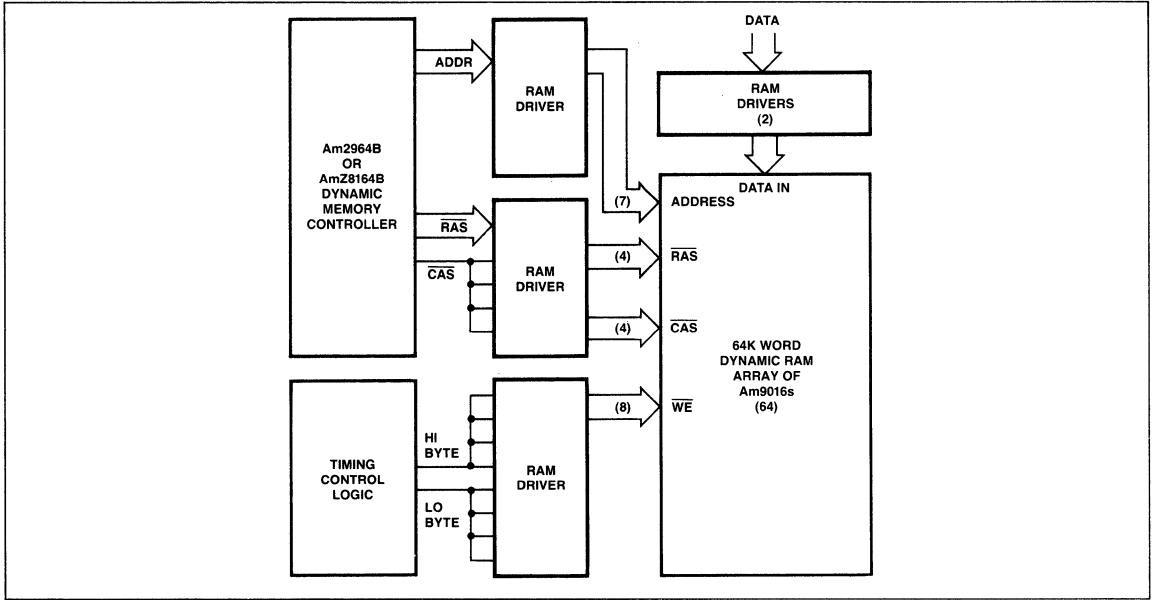 Am2964B
OR
AmZ8164B
DYNAMIC
MEMORY
CONTROLLER
ADDR
RAS
CAS
RAM
DRIVER
RAM
DRIVER
DATA
RAM
DRIVERS
(2)
DATA IN
(7)
ADDRESS
(4)
RAS
(4)
CAS
64K WORD
DYNAMIC RAM
ARRAY OF
Am9016s
(64)
(8)
WE
TIMING
CONTROL
LOGIC
HI
BYTE
LO
BYTE
RAM
DRIVER